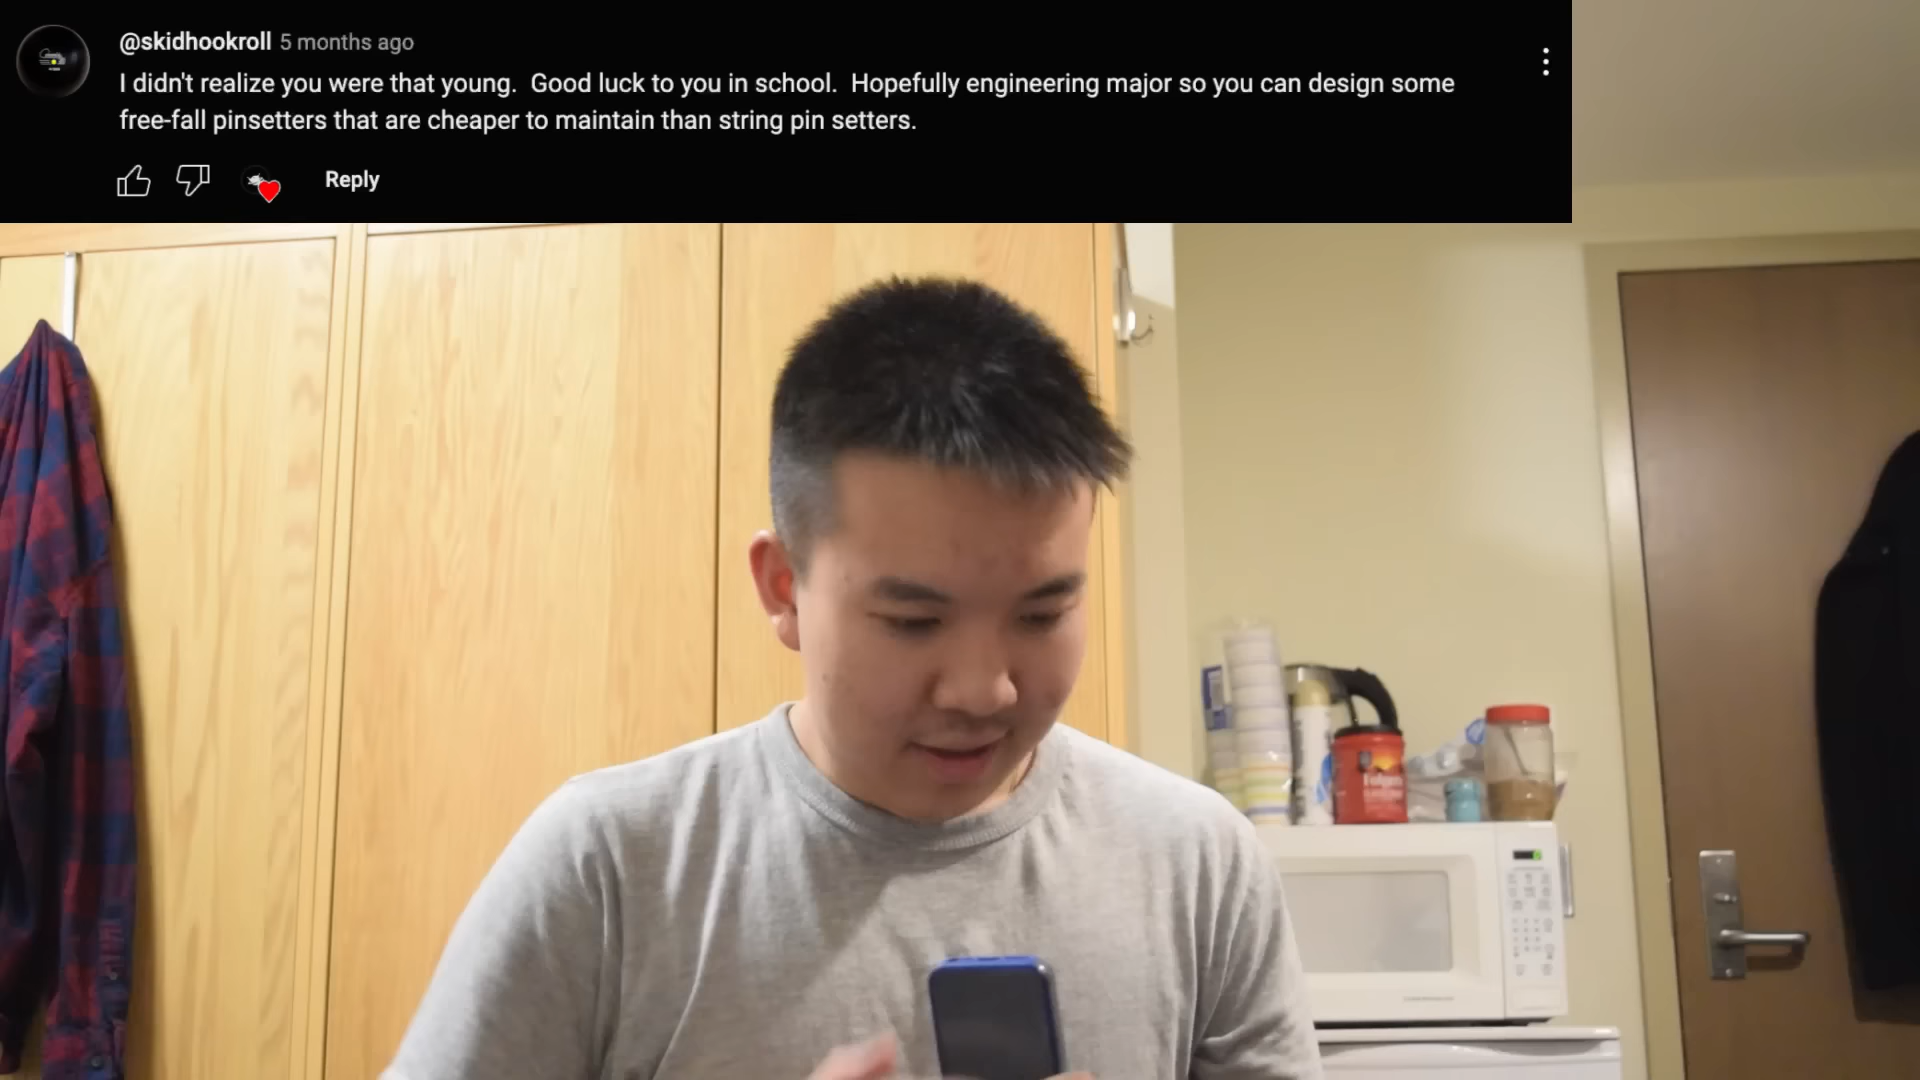 @skidhookroll 5 months ago
I didn't realize you were that young.  Good luck to you in school.  Hopefully engineering major so you can design some
free-fall pinsetters that are cheaper to maintain than string pin setters.
Reply
Folgers